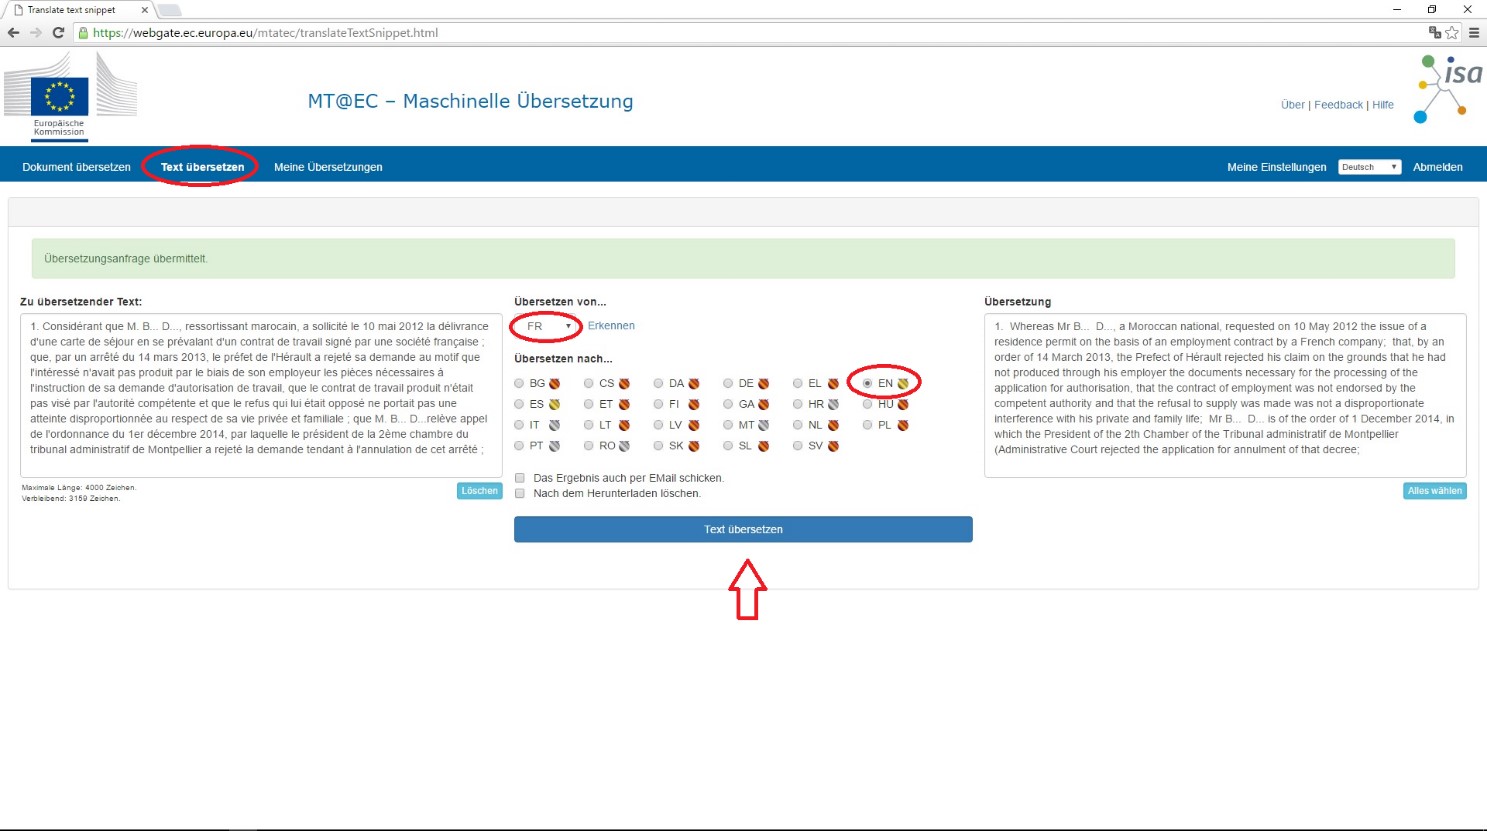 Translate text snippet
https://webgate.ec.europa.eu/mtatec/translateTextSnippet.html
Europäische
Kommission
MT@EC – Maschinelle Übersetzung
Über | Feedback | Hilfe
isa
Dokument übersetzen
Text übersetzen
Meine Übersetzungen
Meine Einstellungen
Deutsch
Abmelden
Übersetzungsanfrage übermittelt.
Zu übersetzender Text:
1. Considérant que M. B... D..., ressortissant marocain, a sollicité le 10 mai 2012 la délivrance
d'une carte de séjour en se prévalant d'un contrat de travail signé par une société française ;
que, par un arrêté du 14 mars 2013, le préfet de l'Hérault a rejeté sa demande au motif que
l'intéressé n'avait pas produit par le biais de son employeur les pièces nécessaires à
l'instruction de sa demande d'autorisation de travail, que le contrat de travail produit n'était
pas visé par l'autorité compétente et que le refus qui lui était opposé ne portait pas une
atteinte disproportionnée au respect de sa vie privée et familiale ; que M. B... D...relève appel
de l'ordonnance du 1er décembre 2014, par laquelle le président de la 2ème chambre du
tribunal administratif de Montpellier a rejeté la demande tendant à l'annulation de cet arrêté ;
Maximale Länge: 4000 Zeichen.
Verbleibend: 3159 Zeichen.
Löschen
Übersetzen von...
FR
Erkennen
Übersetzen nach...
BG CS DA DE EL EN
ES ET FI GA HR HU
IT LT LV MT NL PL
PT RO SK SL SV
Das Ergebnis auch per EMail schicken.
Nach dem Herunterladen löschen.
Text übersetzen
Übersetzung
1. Whereas Mr B... D..., a Moroccan national, requested on 10 May 2012 the issue of a
residence permit on the basis of an employment contract by a French company; that, by an
order of 14 March 2013, the Prefect of Hérault rejected his claim on the grounds that he had
not produced through his employer the documents necessary for the processing of the
application for authorisation, that the contract of employment was not endorsed by the
competent authority and that the refusal to supply was made was not a disproportionate
interference with his private and family life; Mr B... D... is of the order of 1 December 2014, in
which the President of the 2th Chamber of the Tribunal administratif de Montpellier
(Administrative Court rejected the application for annulment of that decree;
Alles wählen